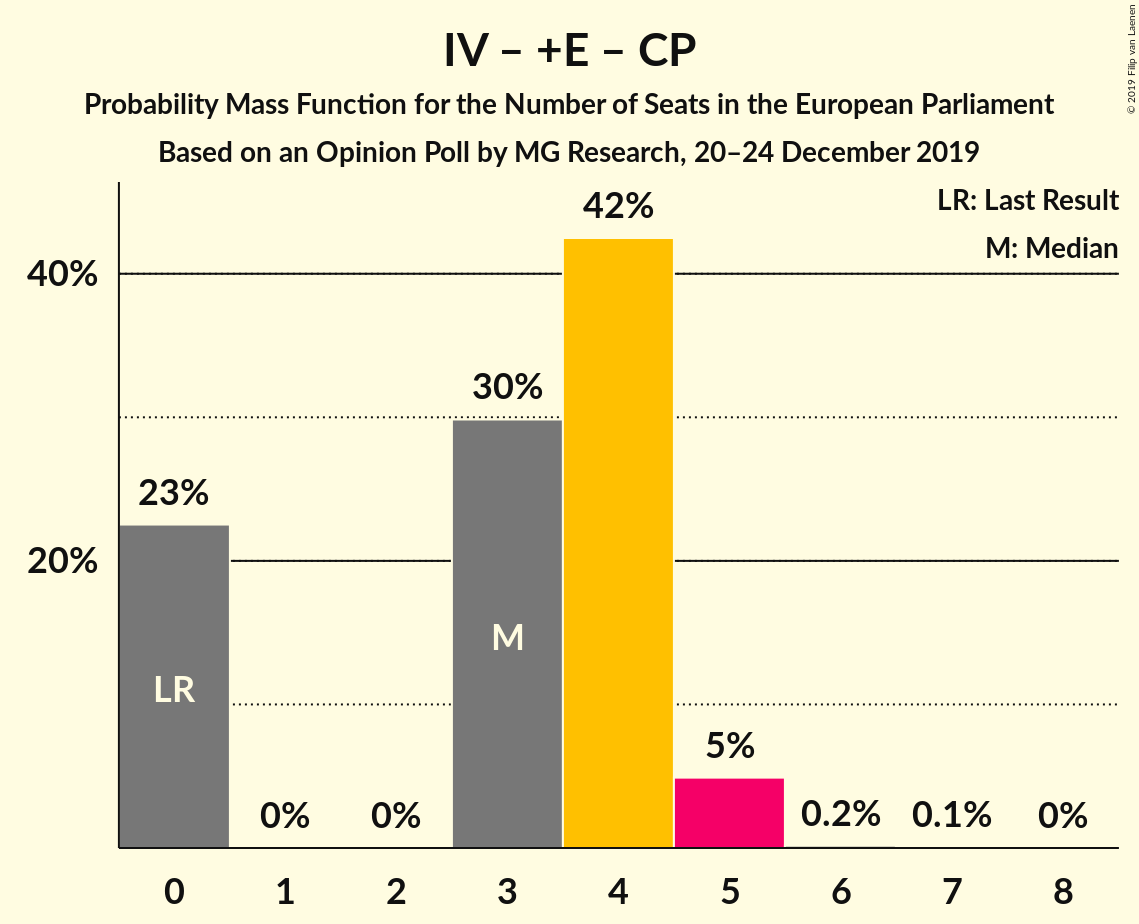 IV – +E – CP
Probability Mass Function for the Number of Seats in the European Parliament
Based on an Opinion Poll by MG Research, 20–24 December 2019
© 2019 Filip van Laenen
LR: Last Result
M: Median
42%
40%
30%
23%
20%
M
LR
5%
0%
0%
0.2%
0.1%
0%
0
1
2
3
4
5
6
7
8